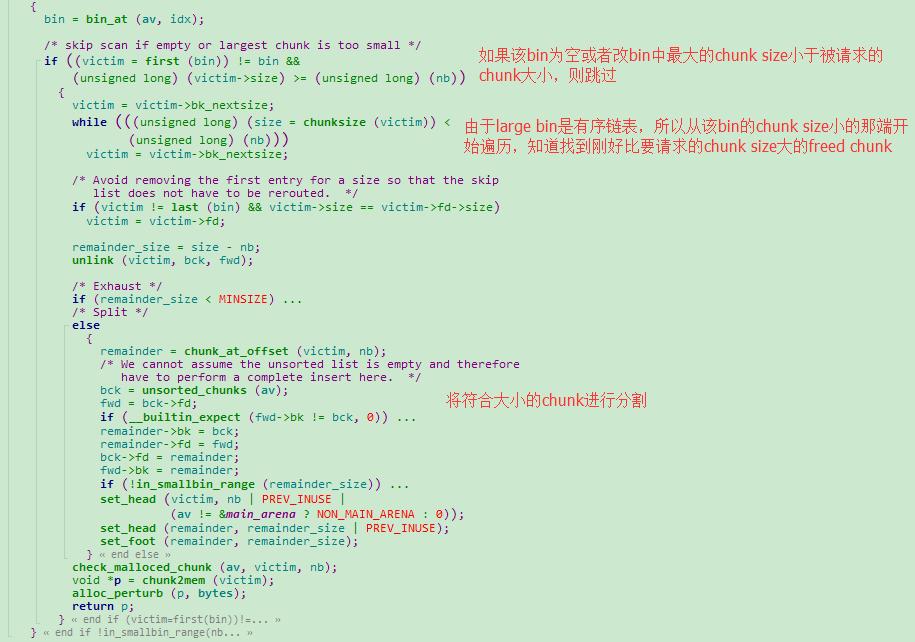 {
bin = bin_at (av, idx);
/* skip scan if empty or largest chunk is too small */
if ((victim = first (bin)) != bin &&
(unsigned long) (victim->size) >= (unsigned long) (nb))
如果该bin为空或者改bin中最大的chunk size小于被请求的
chunk大小，则跳过
{
victim = victim->bk_nextsize;
while (((unsigned long) (size = chunksize (victim)) <
(unsigned long) (nb)))
victim = victim->bk_nextsize;
由于large bin是有序链表，所以从该bin的chunk size小的那端开
始遍历，知道找到刚好比要请求的chunk size大的freed chunk
/* Avoid removing the first entry for a size so that the skip
list does not have to be rerouted.  */
if (victim != last (bin) && victim->size == victim->fd->size)
victim = victim->fd;
remainder_size = size - nb;
unlink (victim, bck, fwd);
/* Exhaust */
if (remainder_size < MINSIZE) ...
/* Split */
else
{
remainder = chunk_at_offset (victim, nb);
/* We cannot assume the unsorted list is empty and therefore
have to perform a complete insert here.  */
bck = unsorted_chunks (av);
将符合大小的chunk进行分割
fwd = bck->fd;
if (__builtin_expect (fwd->bk != bck, 0)) ...
remainder->bk = bck;
remainder->fd = fwd;
bck->fd = remainder;
fwd->bk = remainder;
if (!in_smallbin_range (remainder_size)) ...
set_head (victim, nb | PREV_INUSE |
(av != &main_arena ? NON_MAIN_ARENA : 0));
set_head (remainder, remainder_size | PREV_INUSE);
set_foot (remainder, remainder_size);
} « end else »
check_malloced_chunk (av, victim, nb);
void *p = chunk2mem (victim);
alloc_perturb (p, bytes);
return p;
} « end if (victim=first(bin))!=... »
} « end if !in_smallbin_range(nb... »